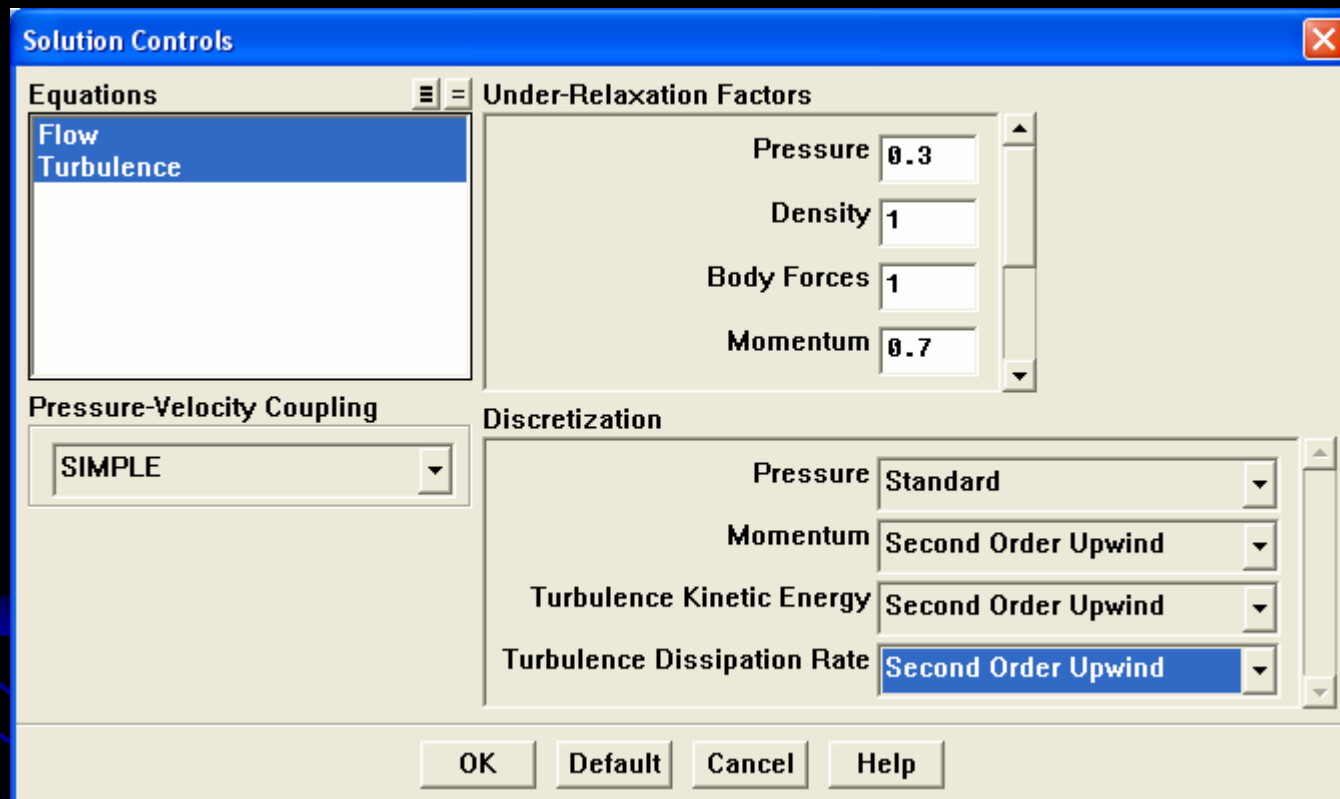 Solution Controls
Equations
Flow
Turbulence
Under-Relaxation Factors
Pressure 0.3
Density 1
Body Forces 1
Momentum 0.7
Pressure-Velocity Coupling
SIMPLE
Discretization
Pressure Standard
Momentum Second Order Upwind
Turbulence Kinetic Energy Second Order Upwind
Turbulence Dissipation Rate Second Order Upwind
OK Default Cancel Help